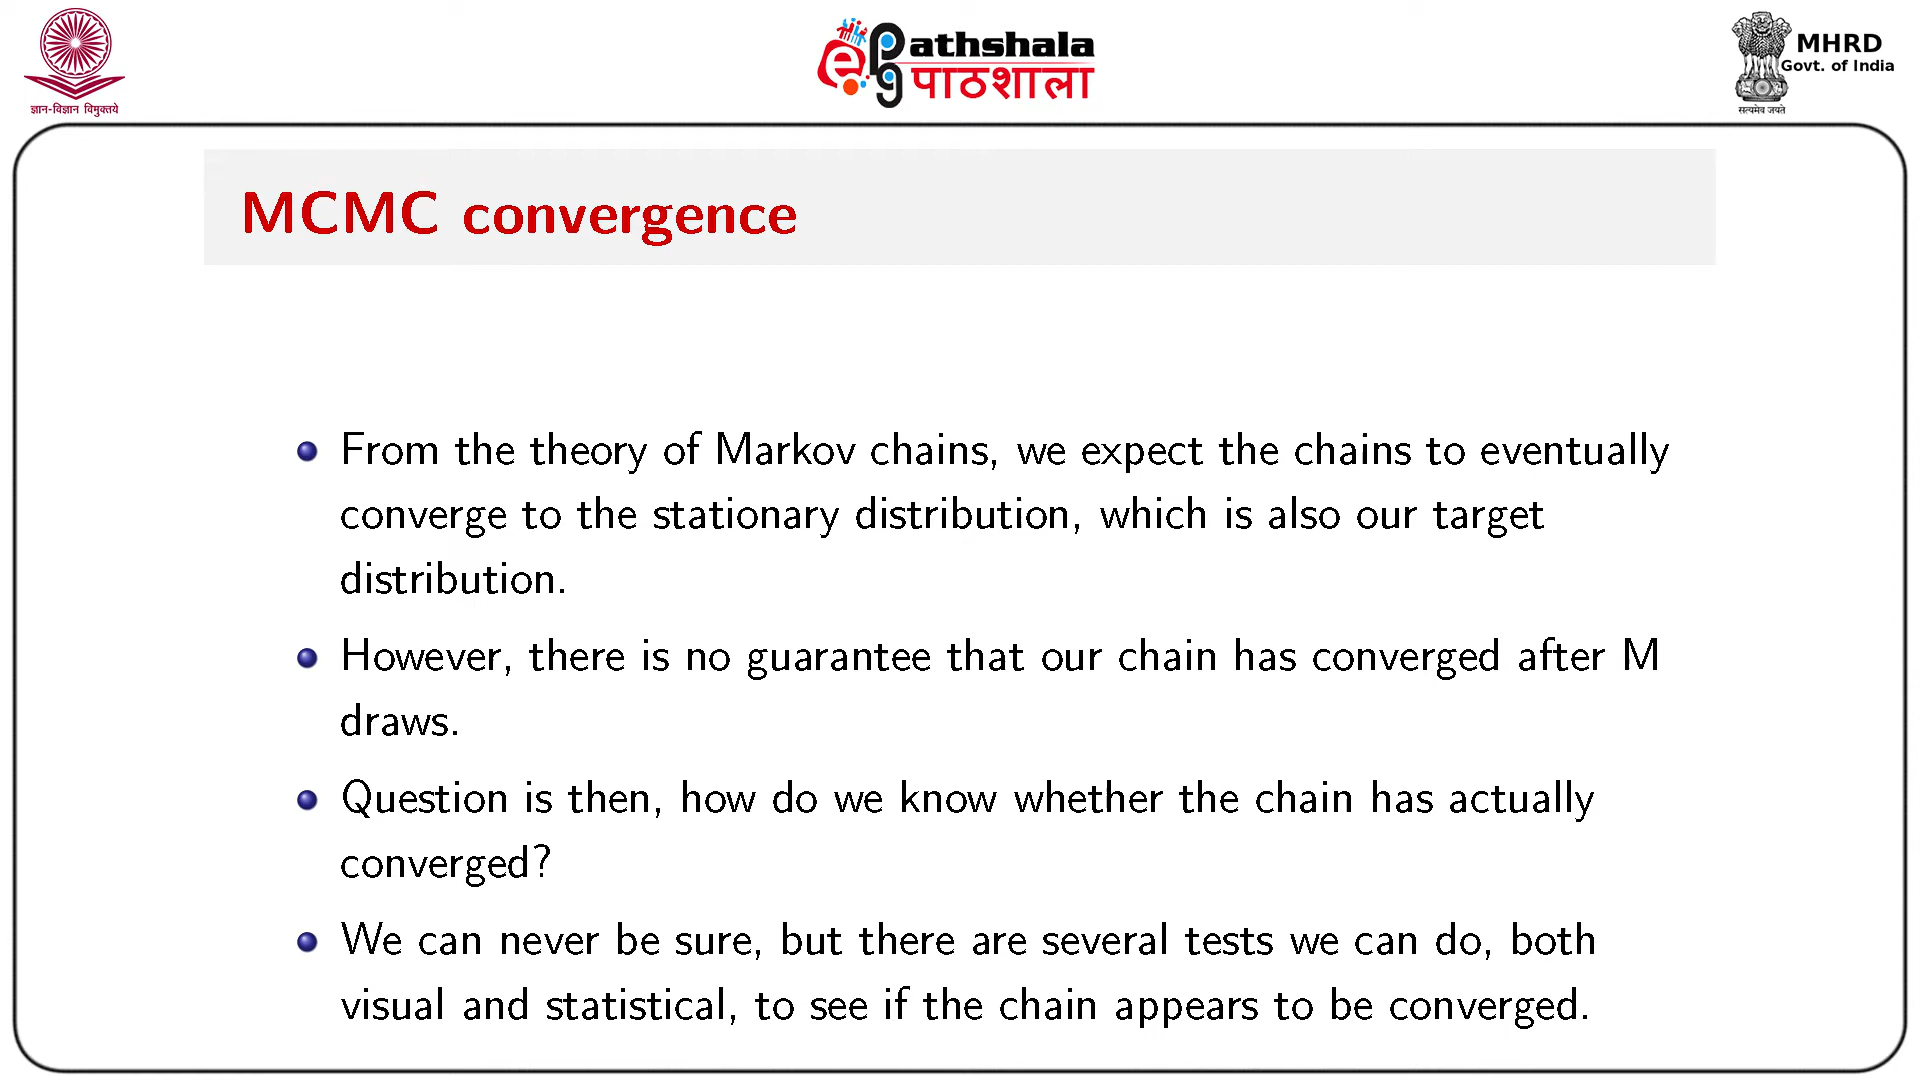 ज्ञान-विज्ञान विमुक्तये
ePathshala
पाठशाला
MHRD
Govt. of India
सत्यमेव जयते
MCMC convergence
From the theory of Markov chains, we expect the chains to eventually
converge to the stationary distribution, which is also our target
distribution.
However, there is no guarantee that our chain has converged after M
draws.
Question is then, how do we know whether the chain has actually
converged?
We can never be sure, but there are several tests we can do, both
visual and statistical, to see if the chain appears to be converged.